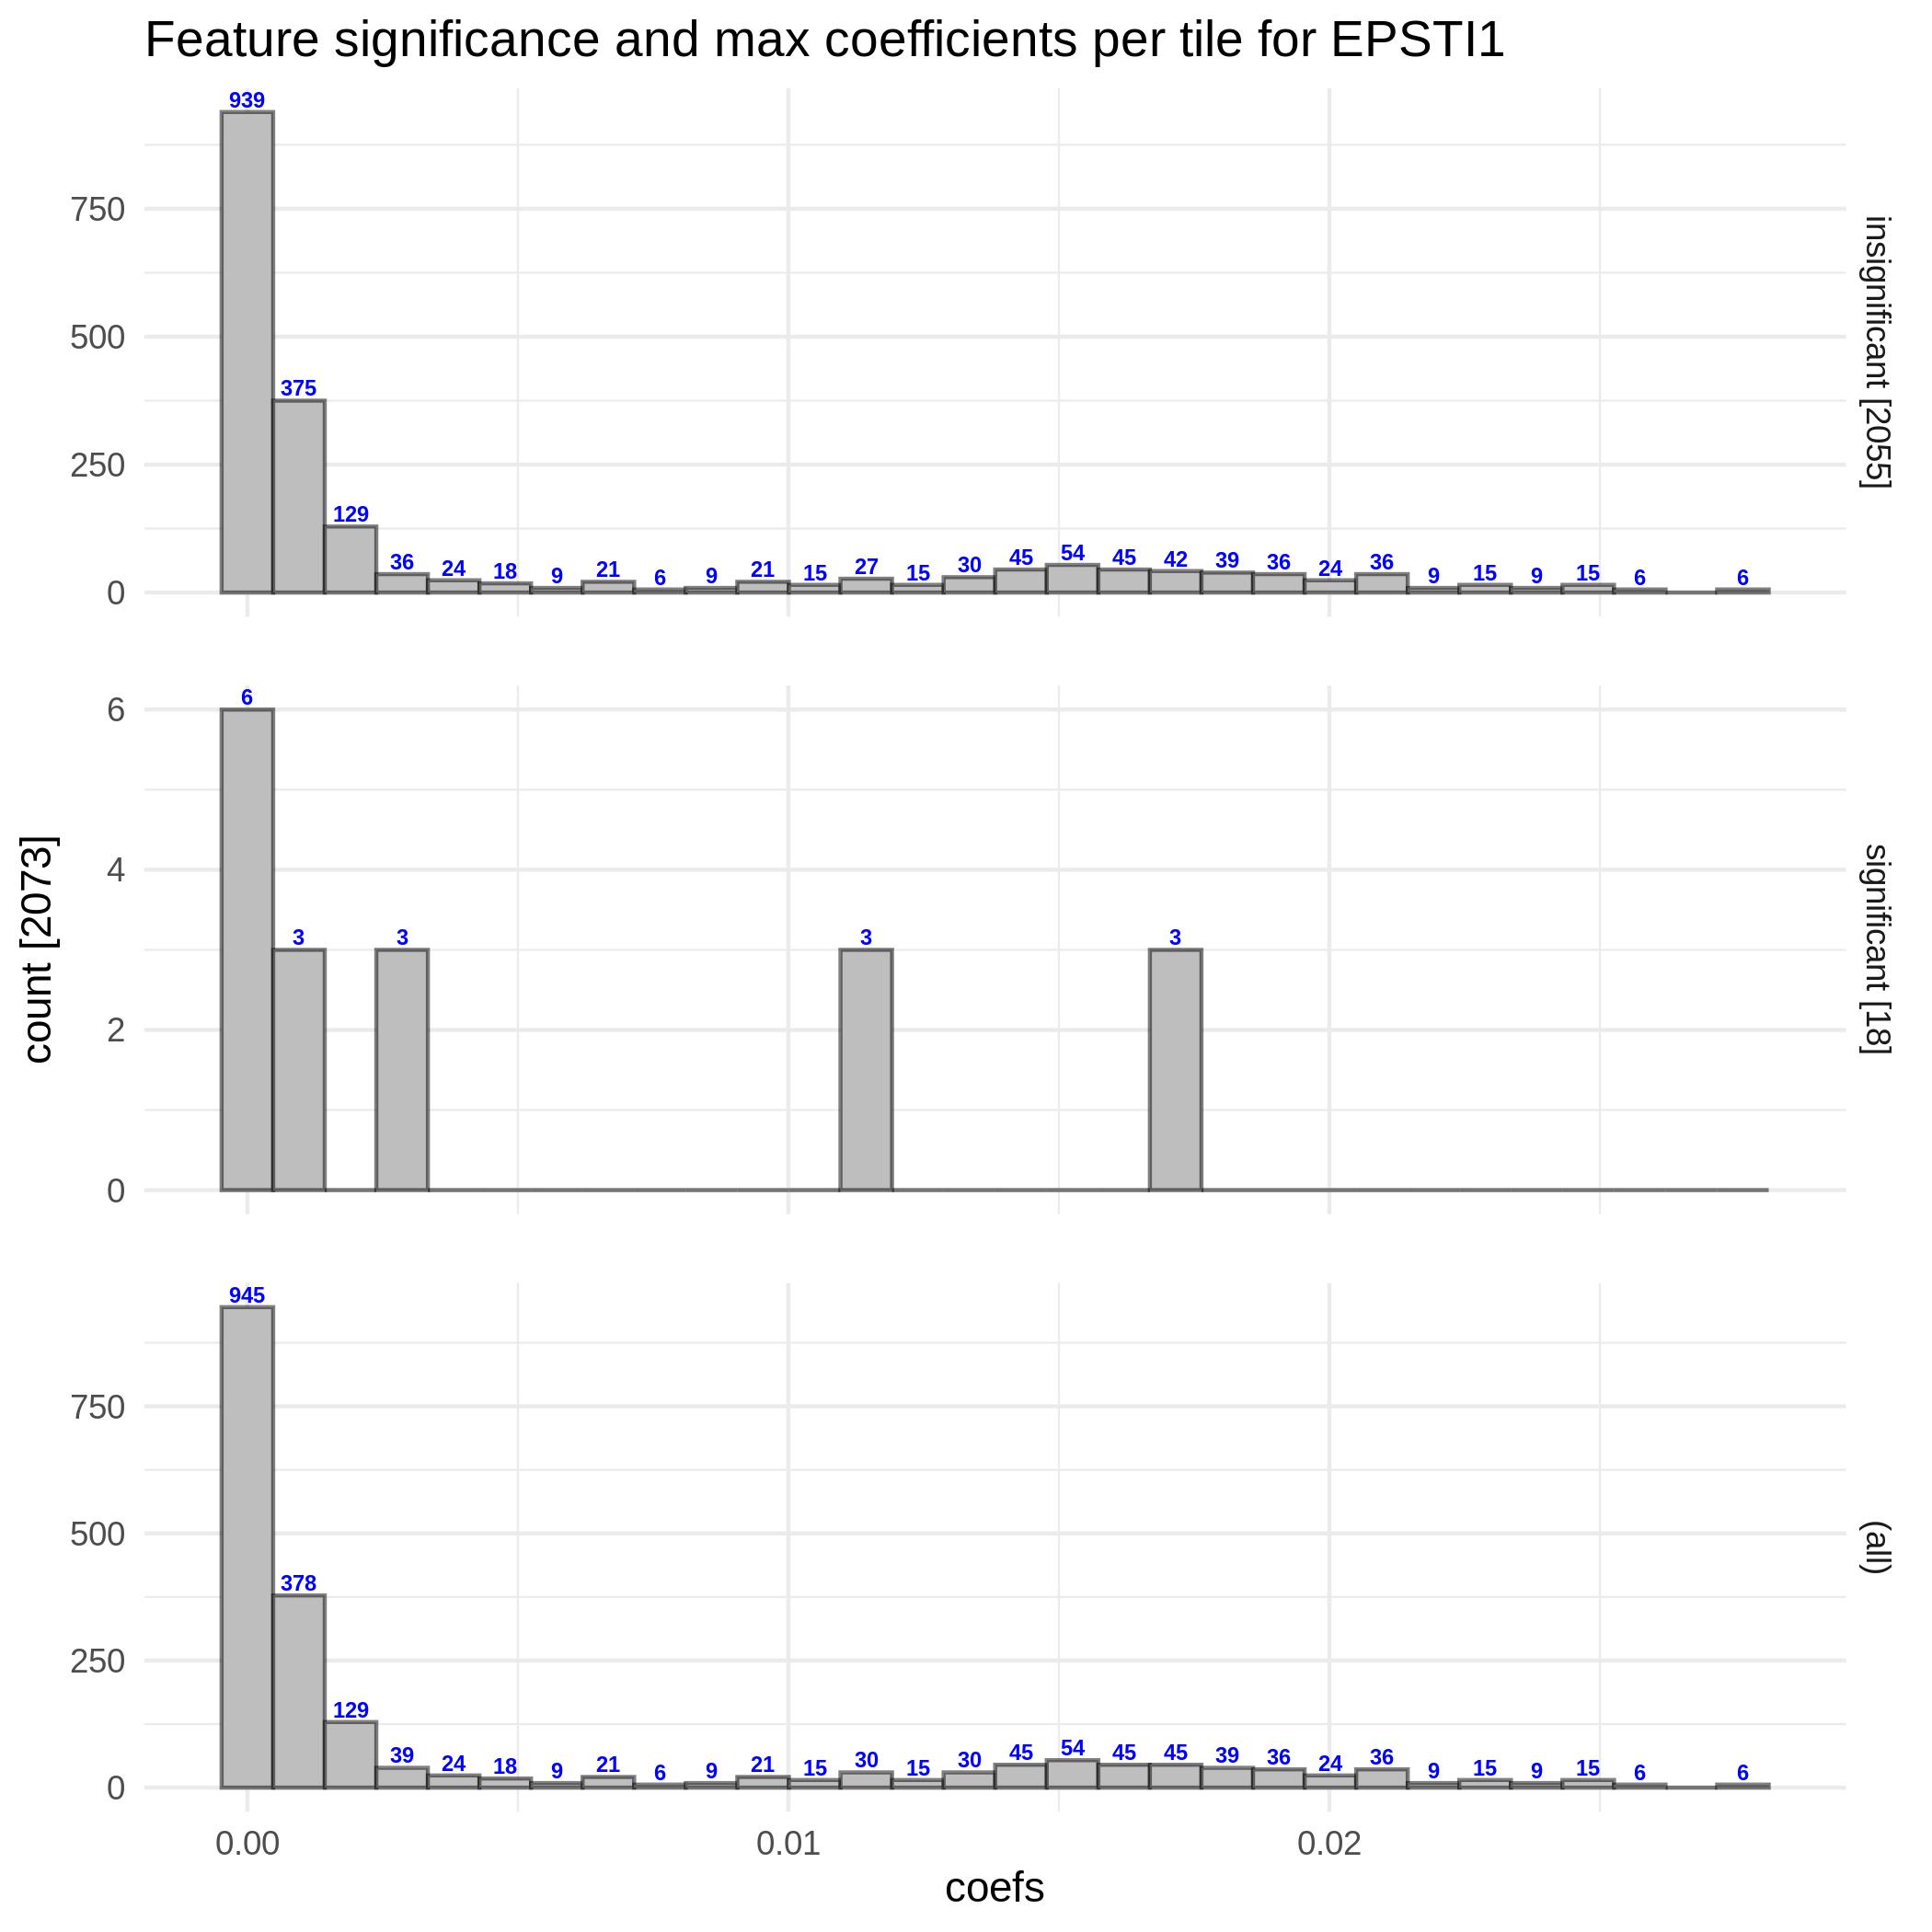 Feature significance and max coefficients per tile for EPSTI1
939
375
129
36 24 18 9 21 6 9 21 15 27 15 30 45 54 45 42 39 36 24 36 9 15 9 15 6 6
750
500
250
0
insignificant [2055]
6
3 3 3 3
6
4
2
0
significant [18]
count [2073]
945
378
129
39 24 18 9 21 6 9 21 15 30 15 30 45 54 45 45 39 36 24 36 9 15 9 15 6 6
750
500
250
0
(all)
0.00 0.01 0.02
coefs